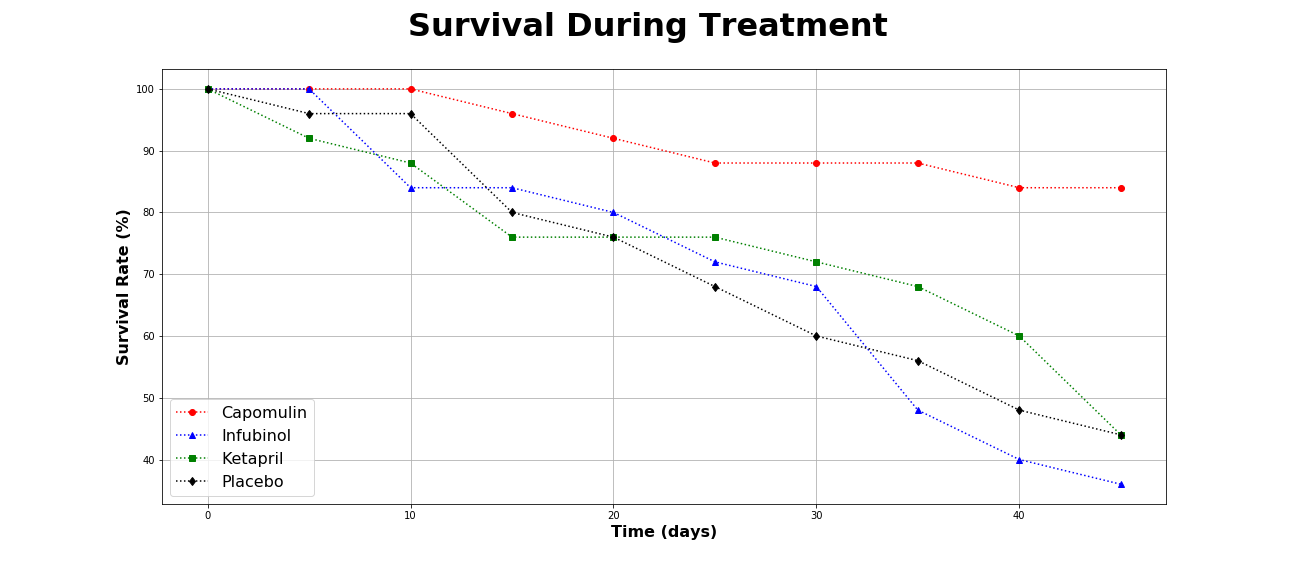 Survival During Treatment
Survival Rate (%)
100
90
80
70
60
50
40
Capomulin
Infubinol
Ketapril
Placebo
0 10 20 30 40
Time (days)